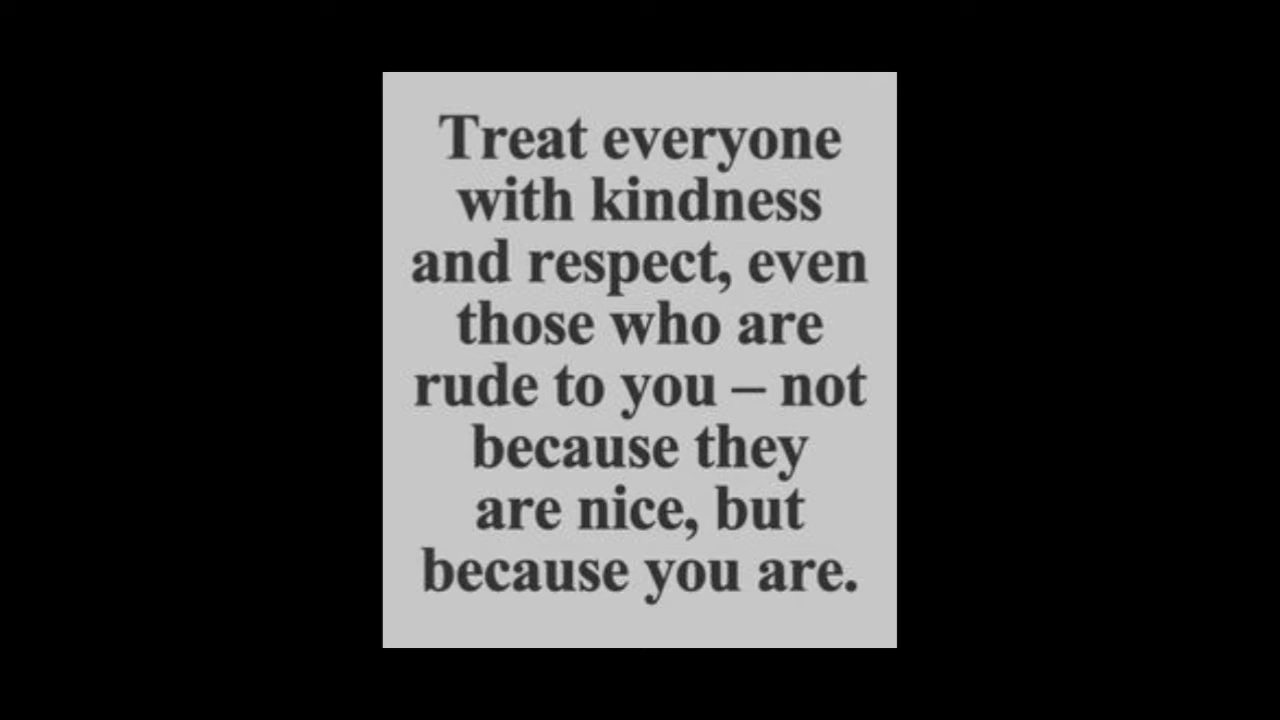 Treat everyone
with kindness
and respect, even
those who are
rude to you – not
because they
are nice, but
because you are.